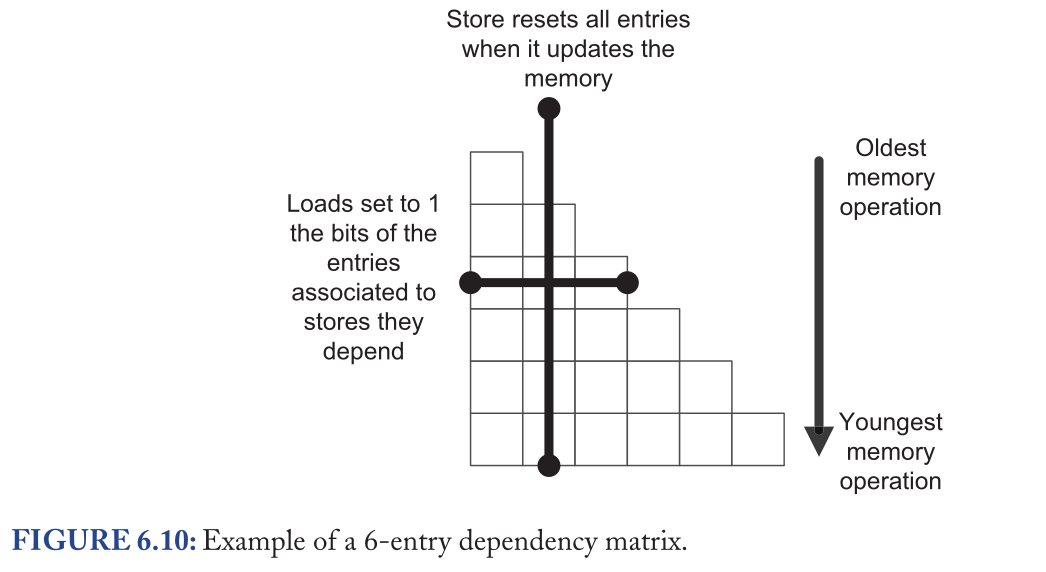 Store resets all entries
when it updates the
memory
Loads set to 1
the bits of the
entries
associated to
stores they
depend
Oldest
memory
operation
Youngest
memory
operation
FIGURE 6.10: Example of a 6-entry dependency matrix.